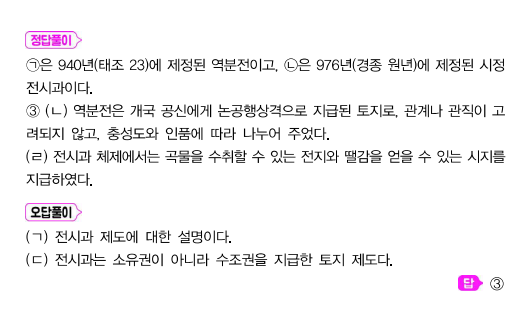 정답풀이
㉠은 940년(태조 23)에 제정된 역분전이고, ㉡은 976년(경종 원년)에 제정된 시정
전시과이다.
③ (ㄴ) 역분전은 개국 공신에게 논공행상격으로 지급된 토지로, 관계나 관직이 고
려되지 않고, 충성도와 인품에 따라 나누어 주었다.
(ㄹ) 전시과 체제에서는 곡물을 수취할 수 있는 전지와 땔감을 얻을 수 있는 시지를
지급하였다.
오답풀이
(ㄱ) 전시과 제도에 대한 설명이다.
(ㄷ) 전시과는 소유권이 아니라 수조권을 지급한 토지 제도다.
답 ③